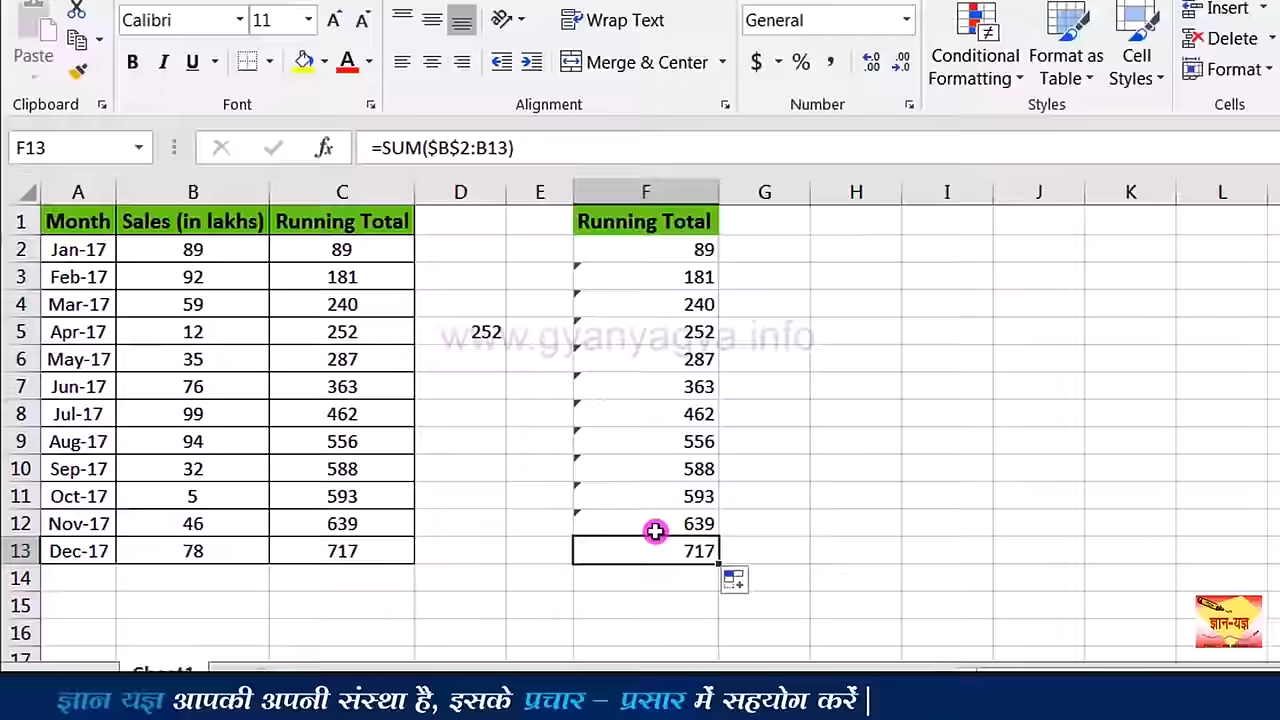 Calibri 11 A A Wrap Text General Insert
Paste B I U A Merge & Center $ % , .00 .00 Conditional Formatting Format as Table Cell Styles Delete
Format
Clipboard Font Alignment Number Styles Cells
F13 fx =SUM($B$2:B13)
A B C D E F G H I J K L
1 Month Sales (in lakhs) Running Total Running Total
2 Jan-17 89 89 89
3 Feb-17 92 181 181
4 Mar-17 59 240 240
5 Apr-17 12 252 252 252
www.gyanyagya.info
6 May-17 35 287 287
7 Jun-17 76 363 363
8 Jul-17 99 462 462
9 Aug-17 94 556 556
10 Sep-17 32 588 588
11 Oct-17 5 593 593
12 Nov-17 46 639 639
13 Dec-17 78 717 717
14
15
16
17
ज्ञान-यज्ञ
Sheet1
ज्ञान यज्ञ आपकी अपनी संस्था है, इसके प्रचार – प्रसार में सहयोग करें |